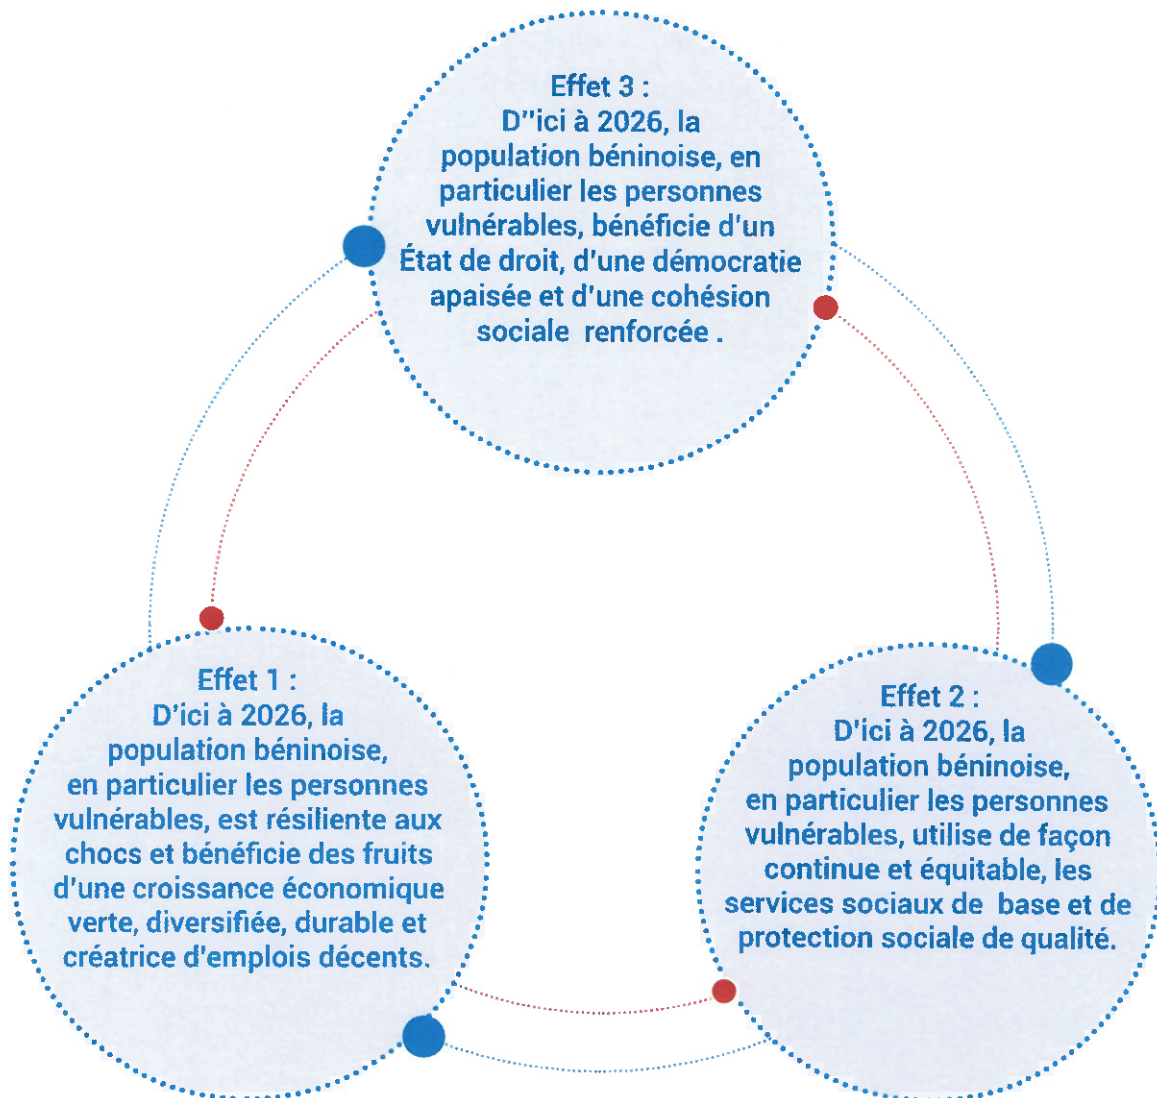 Effet 3 :
D''ici à 2026, la
population béninoise, en
particulier les personnes
vulnérables, bénéficie d'un
État de droit, d'une démocratie
apaisée et d'une cohésion
sociale renforcée .
Effet 1 :
D'ici à 2026, la
population béninoise,
en particulier les personnes
vulnérables, est résiliente aux
chocs et bénéficie des fruits
d'une croissance économique
verte, diversifiée, durable et
créatrice d'emplois décents.
Effet 2 :
D'ici à 2026, la
population béninoise,
en particulier les personnes
vulnérables, utilise de façon
continue et équitable, les
services sociaux de base et de
protection sociale de qualité.